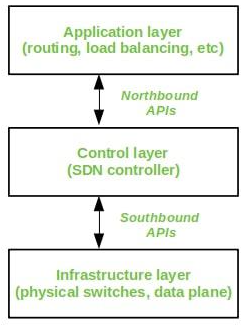 Application layer
(routing, load balancing, etc)
Northbound
APIs
Control layer
(SDN controller)
Southbound
APIs
Infrastructure layer
(physical switches, data plane)